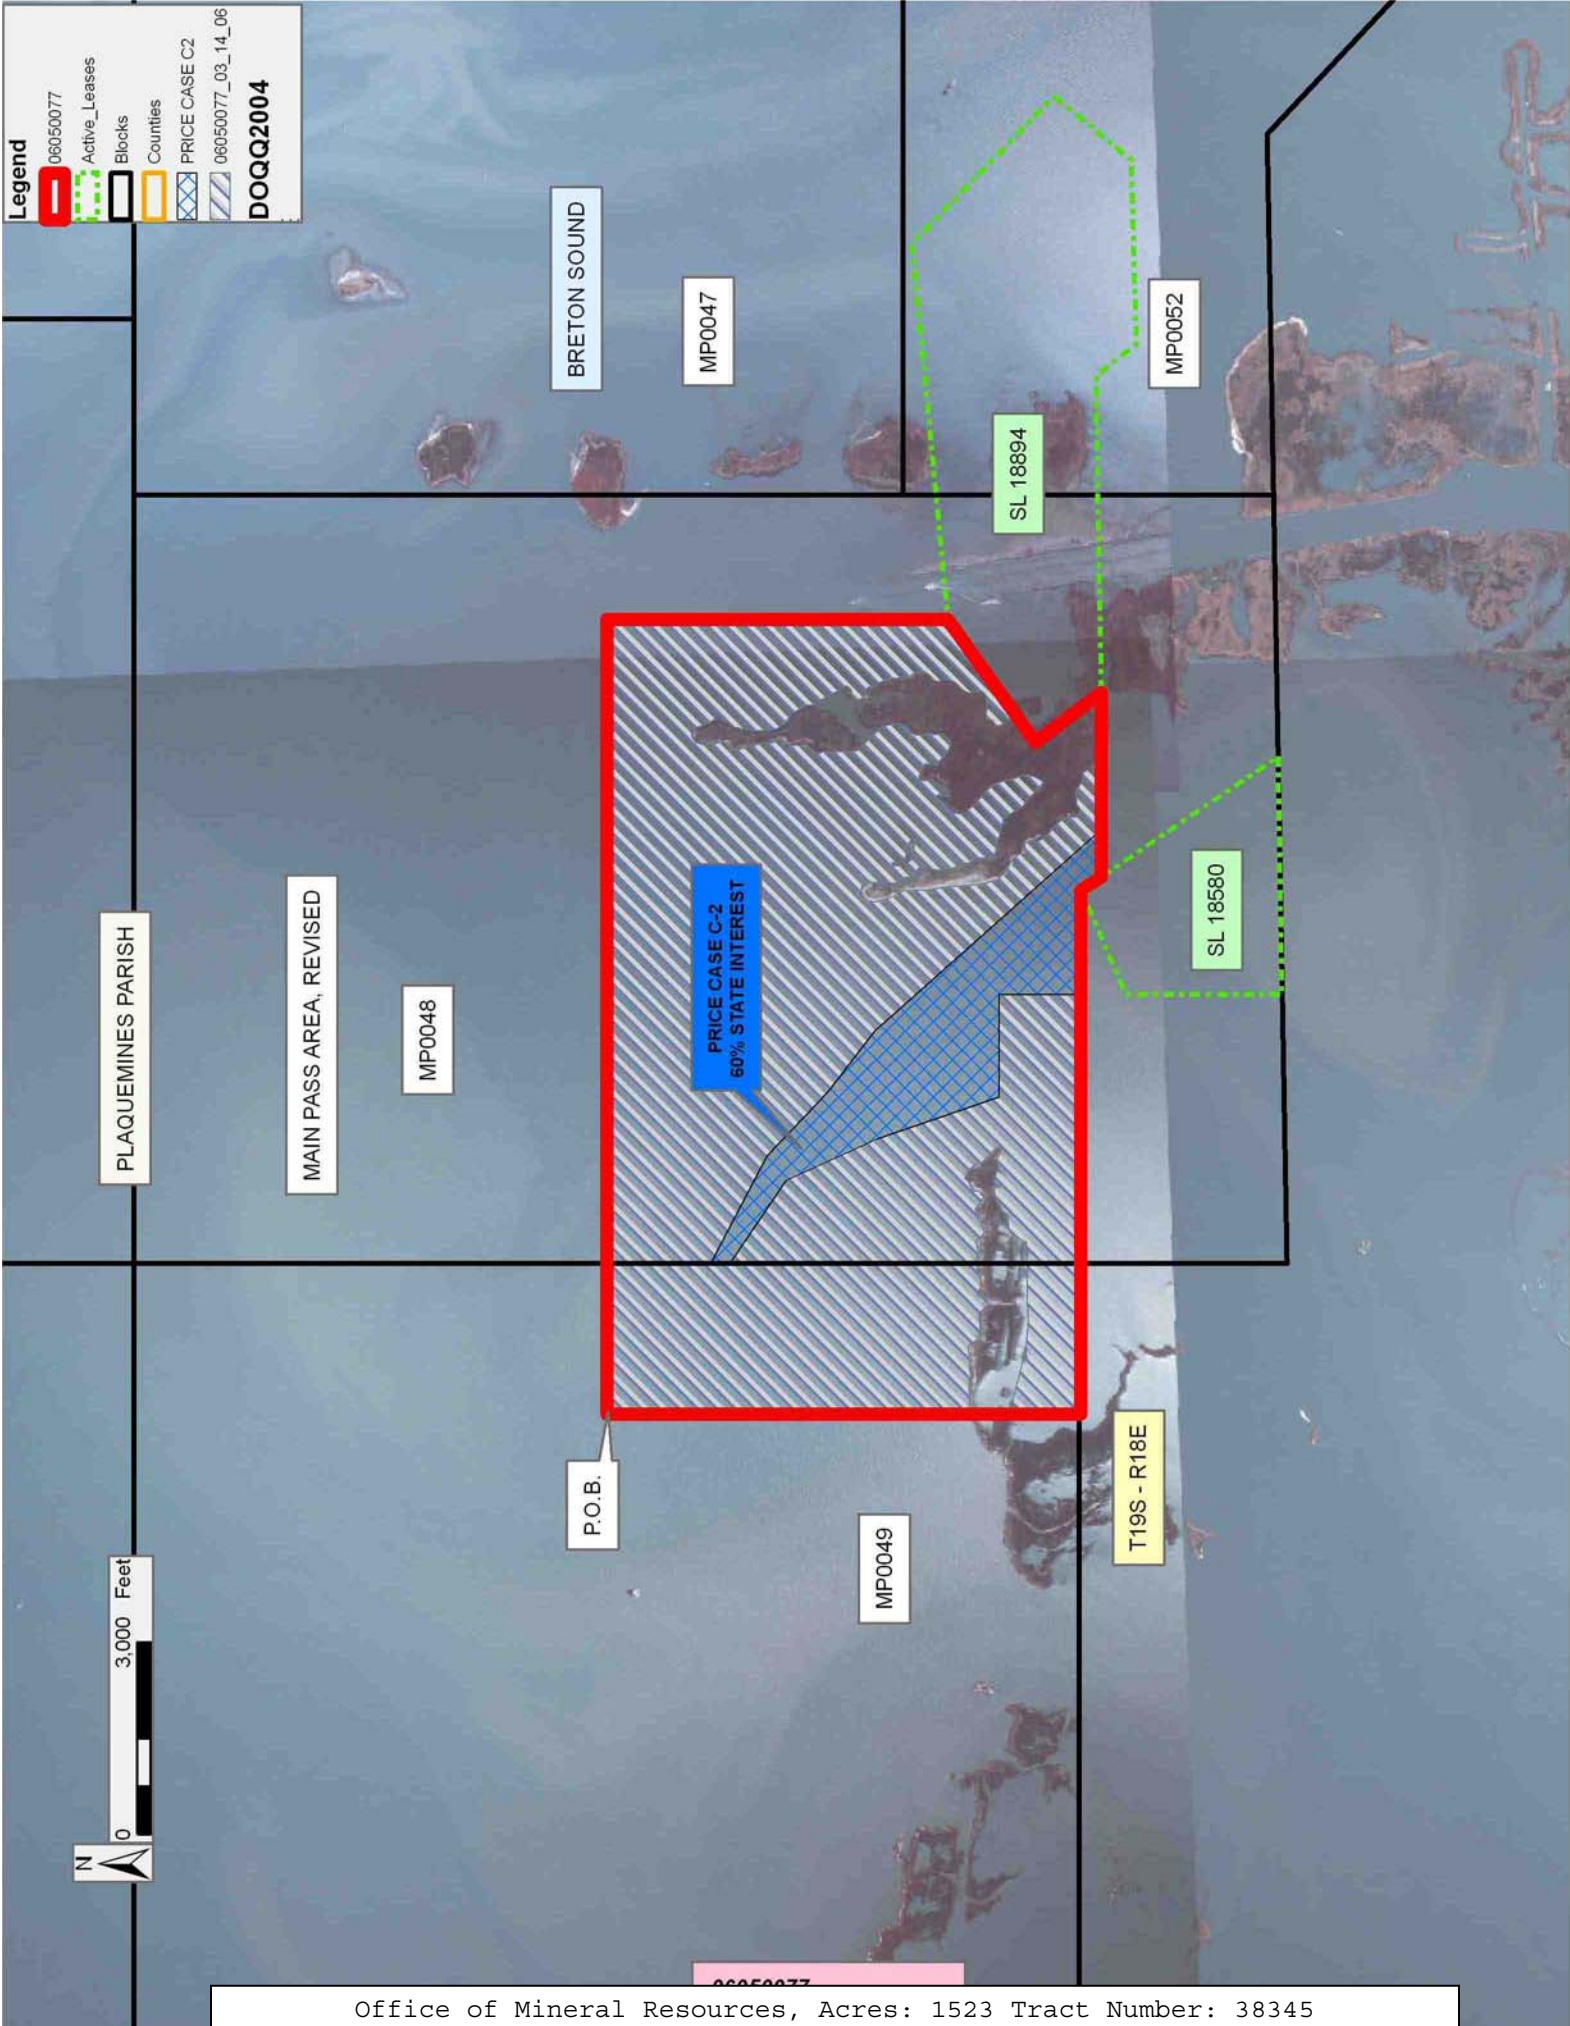 Legend
06050077
Active_Leases
Blocks
Counties
PRICE CASE C2
06050077_03_14_06
DOQQ2004
N
0 3,000 Feet
PLAQUEMINES PARISH
MAIN PASS AREA, REVISED
MP0048
BRETON SOUND
MP0047
P.O.B.
PRICE CASE C-2
60% STATE INTEREST
MP0049
SL 18894
MP0052
T19S - R18E
SL 18580
06050077
Office of Mineral Resources, Acres: 1523 Tract Number: 38345